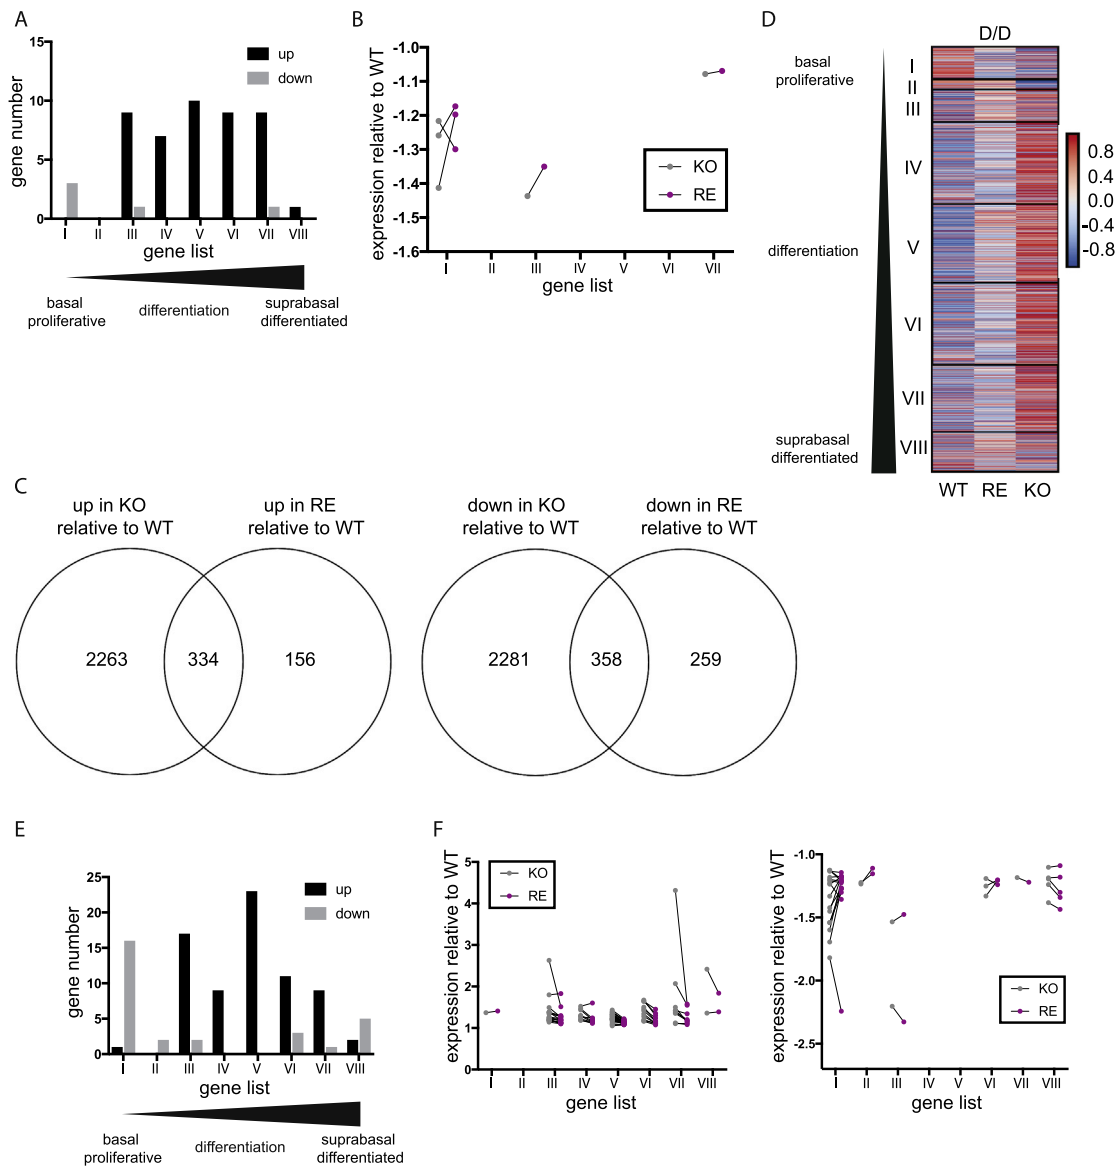 A
15
10
5
0
gene number
up
down
I II III IV V VI VII VIII
gene list
basal
proliferative
differentiation
suprabasal
differentiated
B
-1.0
-1.1
-1.2
-1.3
-1.4
-1.5
-1.6
expression relative to WT
KO
RE
I II III IV V VI VII
gene list
D
D/D
basal
proliferative
differentiation
suprabasal
differentiated
I
II
III
IV
V
VI
VII
VIII
WT RE KO
0.8
0.4
0
-0.4
-0.8
C
up in KO
relative to WT
up in RE
relative to WT
2263 334 156
down in KO
relative to WT
down in RE
relative to WT
2281 358 259
E
25
20
15
10
5
0
gene number
up
down
I II III IV V VI VII VIII
gene list
basal
proliferative
differentiation
suprabasal
differentiated
F
5
4
3
2
1
0
expression relative to WT
KO
RE
I II III IV V VI VII VIII
gene list
-1.0
-1.5
-2.0
-2.5
expression relative to WT
KO
RE
I II III IV V VI VII VIII
gene list